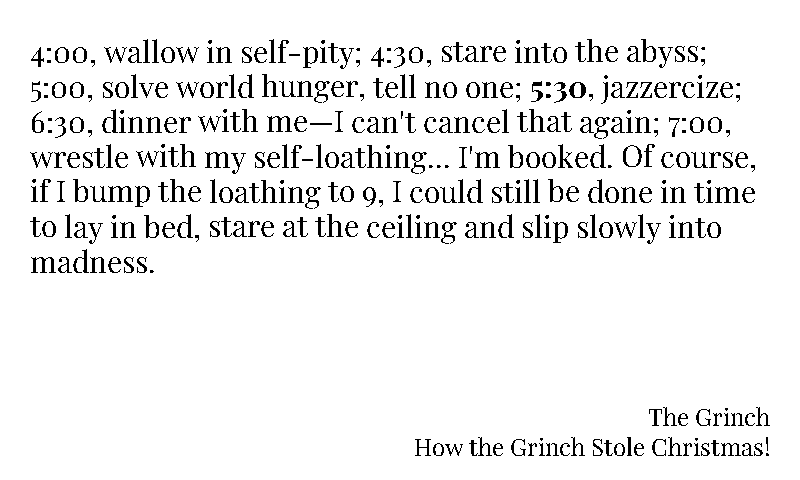 4:00, wallow in self-pity; 4:30, stare into the abyss;
5:00, solve world hunger, tell no one; 5:30, jazzercize;
6:30, dinner with me—I can't cancel that again; 7:00,
wrestle with my self-loathing... I'm booked. Of course,
if I bump the loathing to 9, I could still be done in time
to lay in bed, stare at the ceiling and slip slowly into
madness.
The Grinch
How the Grinch Stole Christmas!